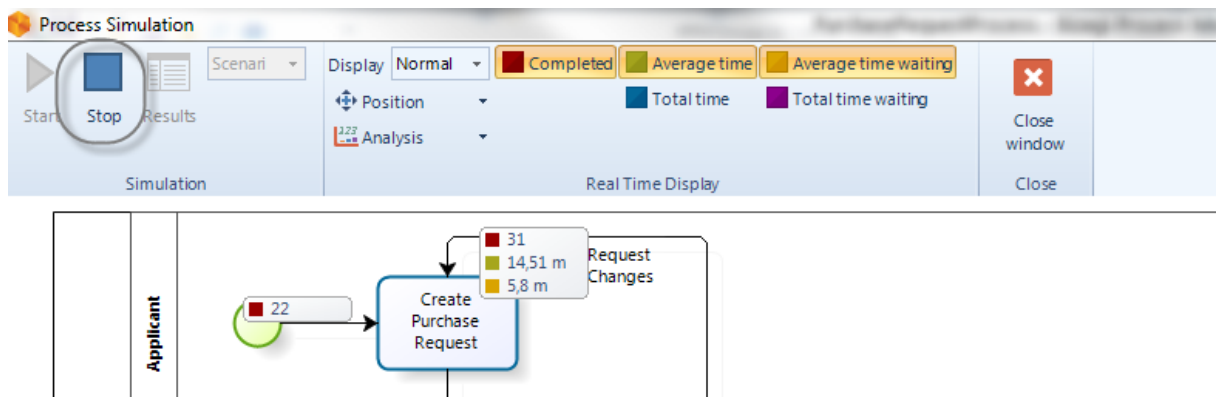 Process Simulation
Start
Stop
Results
Scenari
Simulation
Display Normal
Position
Analysis
Completed
Average time
Average time waiting
Total time
Total time waiting
Real Time Display
Close
window
Close
Applicant
22
Create
Purchase
Request
31
14,51 m
5,8 m
Request
Changes